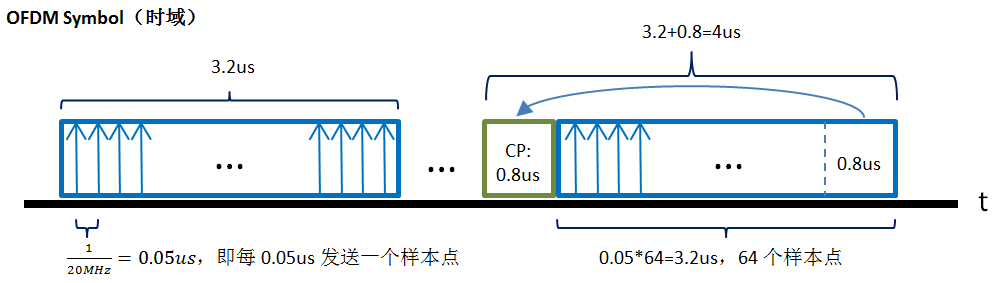 OFDM Symbol（时域）
3.2+0.8=4us
3.2us
...
...
CP:
0.8us
...
0.8us
t
1/20MHz = 0.05us，即每 0.05us 发送一个样本点
0.05*64=3.2us，64 个样本点